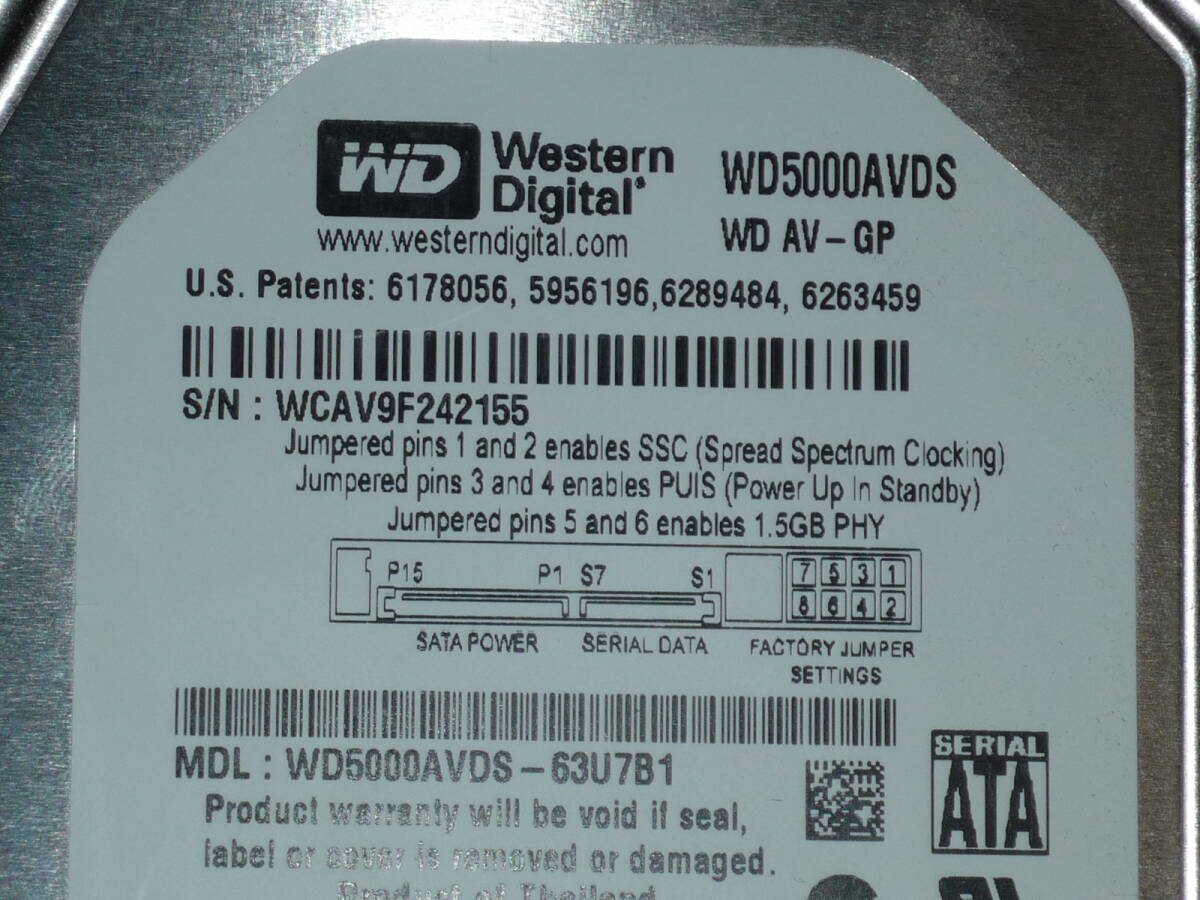 WD Western Digital® WD5000AVDS
www.westerndigital.com WD AV-GP
U.S. Patents: 6178056, 5956196,6289484, 6263459
S/N : WCAV9F242155
Jumpered pins 1 and 2 enables SSC (Spread Spectrum Clocking)
Jumpered pins 3 and 4 enables PUIS (Power Up In Standby)
Jumpered pins 5 and 6 enables 1.5GB PHY
P15 P1 S7 S1 7 5 3 1
8 6 4 2
SATA POWER SERIAL DATA FACTORY JUMPER
SETTINGS
MDL : WD5000AVDS-63U7B1
SERIAL
ATA
Product warranty will be void if seal,
label or cover is removed or damaged.
Product of Thailand